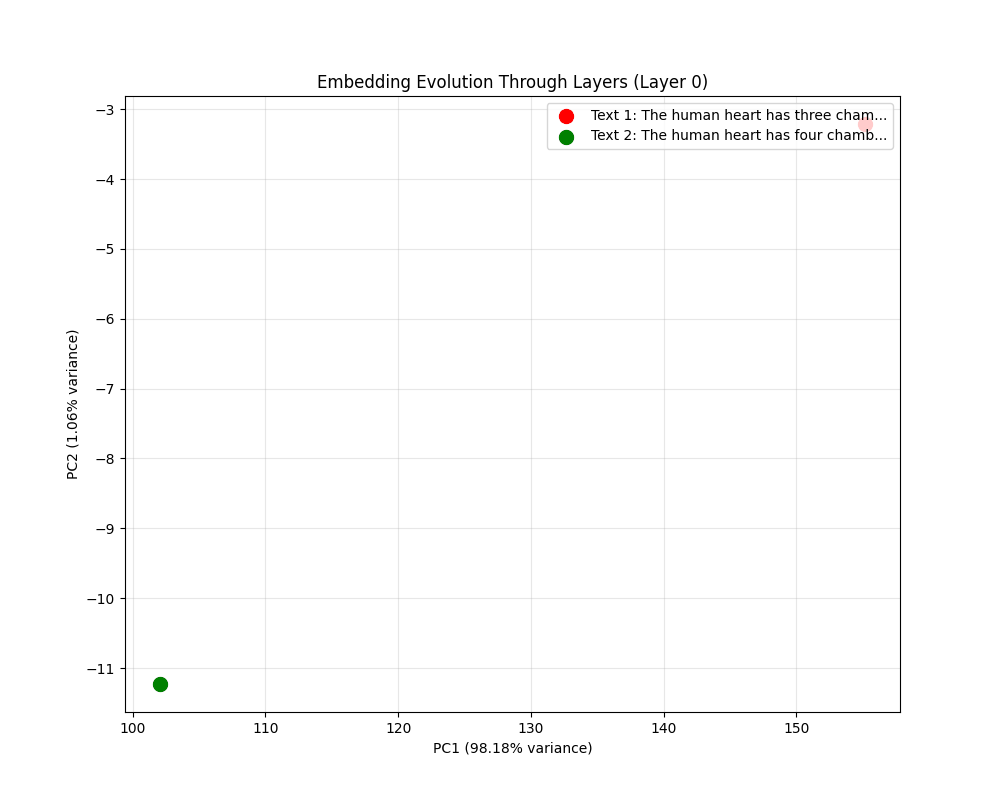 Embedding Evolution Through Layers (Layer 0)
Text 1: The human heart has three cham...
Text 2: The human heart has four chamb...
−3
−4
−5
−6
−7
−8
−9
−10
−11
PC2 (1.06% variance)
100 110 120 130 140 150
PC1 (98.18% variance)